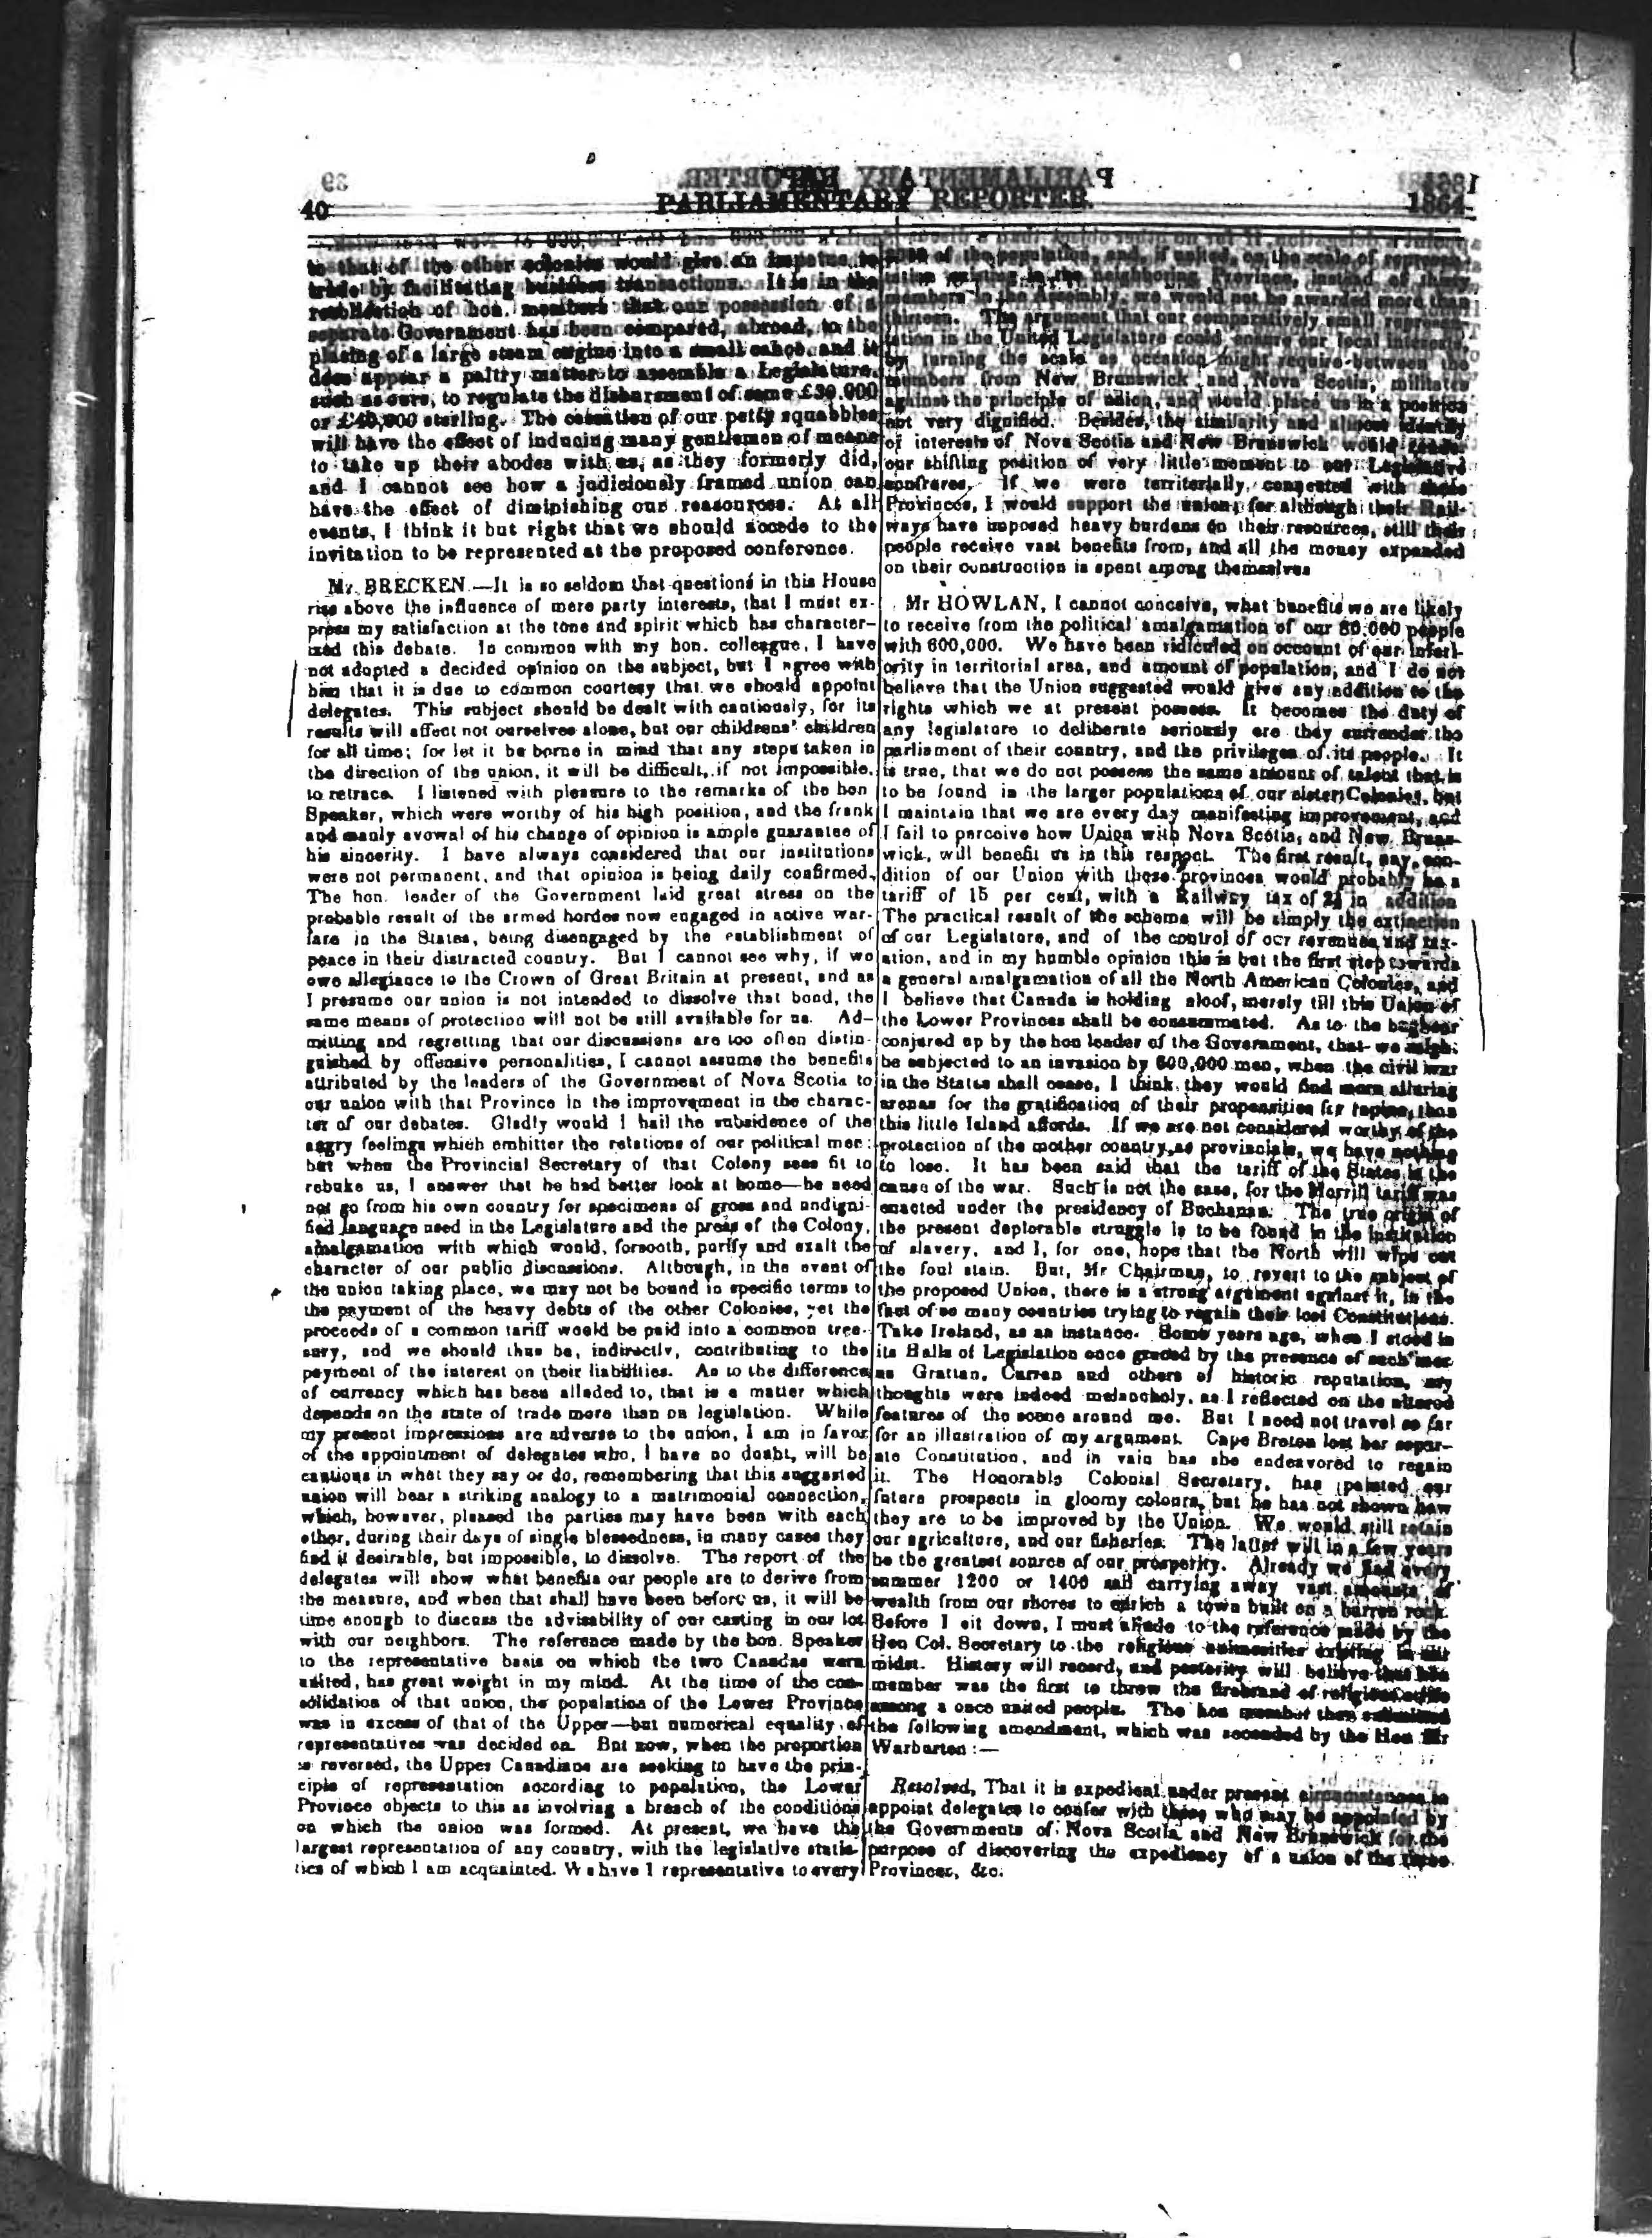 40
PARLIAMENTARY REPORTER.
1864
to that of the other colonies would give an impetus to
trade by facilitating business transactions. It is in the
recollection of hon. members that our possession of a
separate Government has been compared, abroad, to the
placing of a large steam engine into a small canoe and it
does appear a paltry matter to assemble a Legislature,
such as ours, to regulate the disbursement of some £30,000
or £40,000 sterling. The cessation of our petty squabbles
will have the effect of inducing many gentlemen of means
to take up their abodes with us, as they formerly did,
and I cannot see how a judiciously framed union can
have the effect of diminishing our reasources. At all
events, I think it but right that we should accede to the
invitation to be represented at the proposed conference.
Mr. BRECKEN —It is so seldom that questions in this House
rise above the influence of mere party interests, that I must ex-
press my satisfaction at the tone and spirit which has character-
ized this debate. In common with my hon. colleague, I have
not adopted a decided opinion on the subject, but I agree with
him that it is due to common courtesy that we should appoint
delegates. This subject should be dealt with cautiously, for its
results will affect not ourselves alone, but our childrens' children
for all time; for let it be borne in mind that any steps taken in
the direction of the union, it will be difficult, if not impossible,
to retrace. I listened with pleasure to the remarks of the hon
Speaker, which were worthy of his high position, and the frank
and manly avowal of his change of opinion is ample guarantee of
his sincerity. I have always considered that our institutions
were not permanent, and that opinion is being daily confirmed.
The hon. leader of the Government laid great stress on the
probable result of the armed hordes now engaged in active war-
fare in the States, being disengaged by the establishment of
peace in their distracted country. But I cannot see why, if we
owe allegiance to the Crown of Great Britain at present, and as
I presume our union is not intended to dissolve that bond, the
same means of protection will not be still available for us. Ad-
mitting and regretting that our discussions are too often distin-
guished by offensive personalities, I cannot assume the benefits
attributed by the leaders of the Government of Nova Scotia to
our union with that Province in the improvement in the charac-
ter of our debates. Gladly would I hail the subsidence of the
angry feelings which embitter the relations of our political men;
but when the Provincial Secretary of that Colony sees fit to
rebuke us, I answer that he had better look at home—he need
not go from his own country for specimens of gross and undigni-
fied language used in the Legislature and the press of the Colony,
amalgamation with which would, forsooth, purify and exalt the
character of our public discussions. Although, in the event of
the union taking place, we may not be bound in specific terms to
the payment of the heavy debts of the other Colonies, yet the
proceeds of a common tariff would be paid into a common trea-
sury, and we should thus be, indirectly, contributing to the
payment of the interest on their liabilities. As to the difference
of currency which has been alluded to, that is a matter which
depends on the state of trade more than on legislation. While
my present impressions are adverse to the union, I am in favor
of the appointment of delegates who, I have no doubt, will be
cautious in what they say or do, remembering that this suggested
union will bear a striking analogy to a matrimonial connection,
which, however, pleased the parties may have been with each
other, during their days of single blessedness, in many cases they
find it desirable, but impossible, to dissolve. The report of the
delegates will show what benefits our people are to derive from
the measure, and when that shall have been before us, it will be
time enough to discuss the advisability of our casting in our lot
with our neighbors. The reference made by the hon. Speaker
to the representative basis on which the two Canadas were
united, has great weight in my mind. At the time of the con-
solidation of that union, the population of the Lower Province
was in excess of that of the Upper—but numerical equality of
representatives was decided on. But now, when the proportion
is reversed, the Upper Canadians are seeking to have the prin-
ciple of representation according to population, the Lower
Province objects to this as involving a breach of the conditions
on which the union was formed. At present, we have the
largest representation of any country, with the legislative statis-
tics of which I am acquainted. We have 1 representative to every
of the population, and, if united, on the scale of represen-
tation existing in the neighboring Province, instead of thirty
members in the Assembly, we would not be awarded more than
thirteen. The argument that our comparatively small represen-
tation in the United Legislature could ensure our local interests,
by turning the scale as occasion might require between the
members from New Brunswick and Nova Scotia, militates
against the principle of union, and would place us in a position
not very dignified. Besides, the similarity and almost identity
of interests of Nova Scotia and New Brunswick would render
our shifting position of very little moment to our Legislative
confreres. If we were territorially, connected with these
Provinces, I would support the union; for although their Rail-
ways have imposed heavy burdens on their resources, still their
people receive vast benefits from, and all the money expended
on their construction is spent among themselves
Mr HOWLAN, I cannot conceive, what benefits we are likely
to receive from the political amalgamation of our 80,000 people
with 600,000. We have been ridiculed on account of our inferi-
ority in territorial area, and amount of population, and I do not
believe that the Union suggested would give any addition to the
rights which we at present possess. It becomes the duty of
any legislature to deliberate seriously ere they surrender the
parliament of their country, and the privileges of its people. It
is true, that we do not possess the same amount of talent that is
to be found in the larger populations of our sister Colonies, but
I maintain that we are every day manifesting improvement, and
I fail to perceive how Union with Nova Scotia, and New Bruns-
wick, will benefit us in this respect. The first result, nay, con-
dition of our Union with these provinces would probably be a
tariff of 15 per cent, with a Railway tax of 2½ in addition
The practical result of the scheme will be simply the extinction
of our Legislature, and of the control of our revenues and tax-
ation, and in my humble opinion this is but the first step towards
a general amalgamation of all the North American Colonies, and
I believe that Canada is holding aloof, merely till this Union of
the Lower Provinces shall be consummated. As to the bugbear
conjured up by the hon leader of the Government, that we might
be subjected to an invasion by 600,000 men, when the civil war
in the States shall cease, I think they would find more alluring
arenas for the gratification of their propensities for rapine, than
this little Island affords. If we are not considered worthy of the
protection of the mother country, as provincials, we have nothing
to lose. It has been said that the tariff of the States is the
cause of the war. Such is not the case, for the Morrill tariff was
enacted under the presidency of Buchanan. The true origin of
the present deplorable struggle is to be found in the institution
of slavery, and I, for one, hope that the North will wipe out
the foul stain. But, Mr Chairman, to revert to the subject of
the proposed Union, there is a strong argument against it, in the
fact of so many countries trying to regain their lost Constitutions.
Take Ireland, as an instance. Some years ago, when I stood in
its Halls of Legislation once graced by the presence of such men
as Grattan, Curran and others of historic reputation, my
thoughts were indeed melancholy, as I reflected on the altered
features of the scene around me. But I need not travel so far
for an illustration of my argument. Cape Breton lost her separ-
ate Constitution, and in vain has she endeavored to regain
it. The Honorable Colonial Secretary, has painted our
future prospects in gloomy colours, but he has not shown how
they are to be improved by the Union. We would still retain
our agriculture, and our fisheries. The latter will in a few years
be the greatest source of our prosperity. Already we find every
summer 1200 or 1400 sail carrying away vast amounts of
wealth from our shores to enrich a town built on a barren rock.
Before I sit down, I must allude to the reference made by the
Hon Col. Secretary to the religious animosities existing in our
midst. History will record, and posterity will believe that
member was the first to throw the firebrand of religious
among a once united people. The hon member then submitted
the following amendment, which was seconded by the Hon Mr
Warburton :—
Resolved, That it is expedient under present circumstances to
appoint delegates to confer with those who may be appointed by
the Governments of Nova Scotia and New Brunswick for the
purpose of discovering the expediency of a union of the three
Provinces, &c.